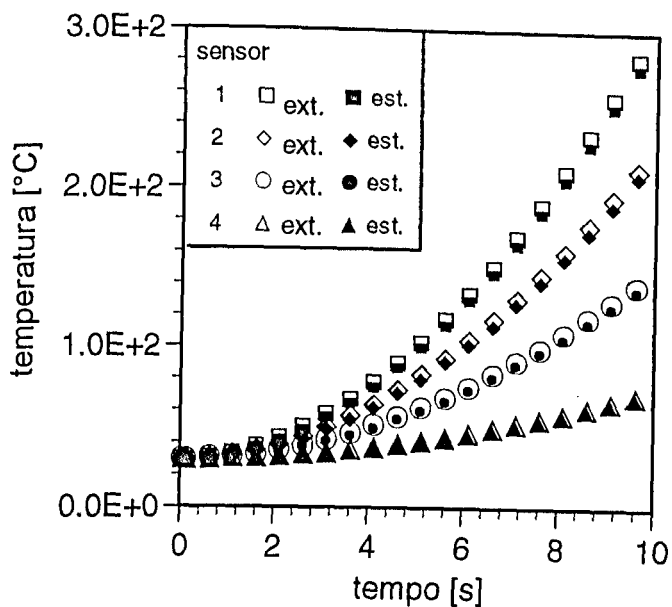 3.0E+2
sensor
1 ext. est.
2 ext. est.
3 ext. est.
4 ext. est.
2.0E+2
1.0E+2
0.0E+0
temperatura [°C]
0 2 4 6 8 10
tempo [s]